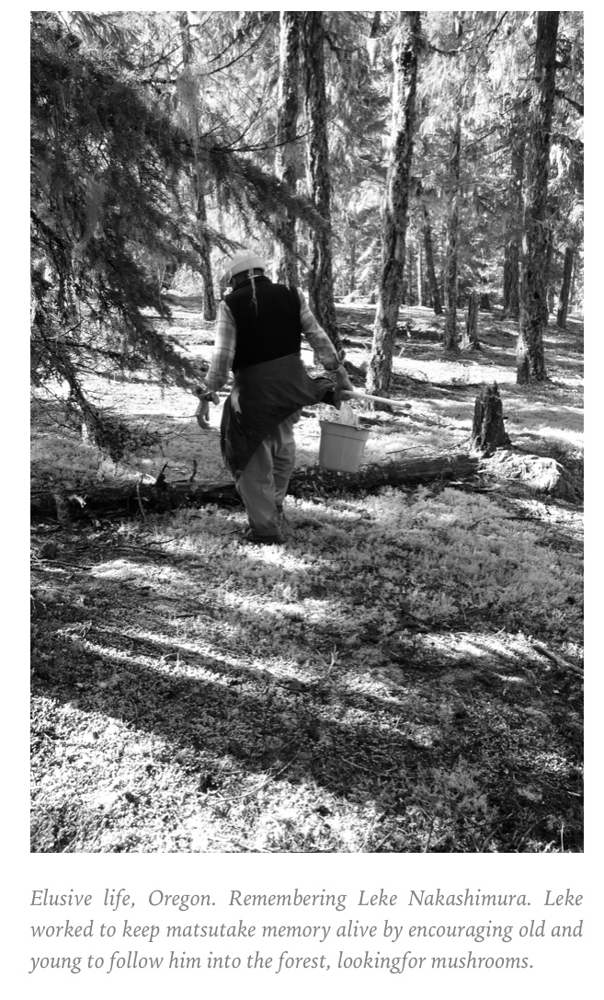 Elusive life, Oregon. Remembering Leke Nakashimura. Leke
worked to keep matsutake memory alive by encouraging old and
young to follow him into the forest, lookingfor mushrooms.